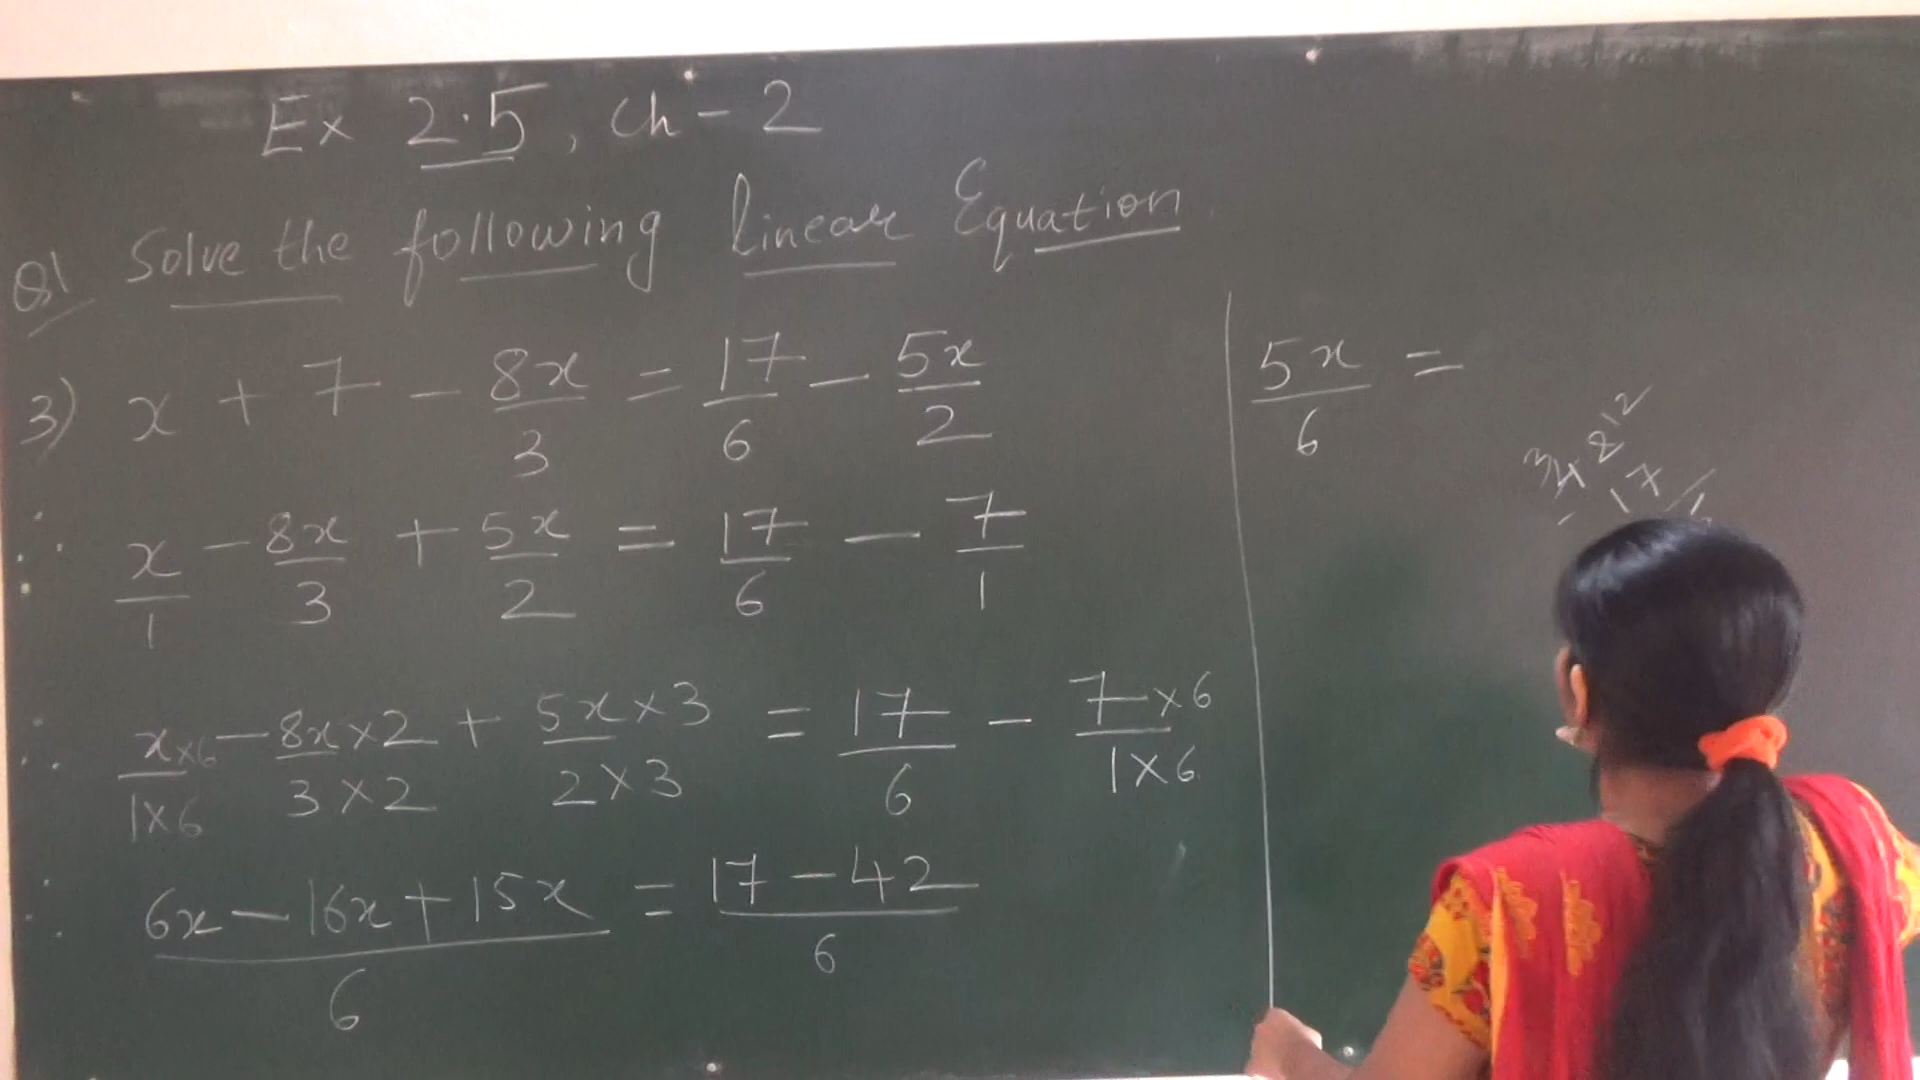 Ex 2.5, Ch - 2
Q1 Solve the following linear Equation
3) x + 7 - 8x/3 = 17/6 - 5x/2
∴ x/1 - 8x/3 + 5x/2 = 17/6 - 7/1
∴ x×6/1×6 - 8x×2/3×2 + 5x×3/2×3 = 17/6 - 7×6/1×6
∴ 6x - 16x + 15x/6 = 17 - 42/6
5x/6 =